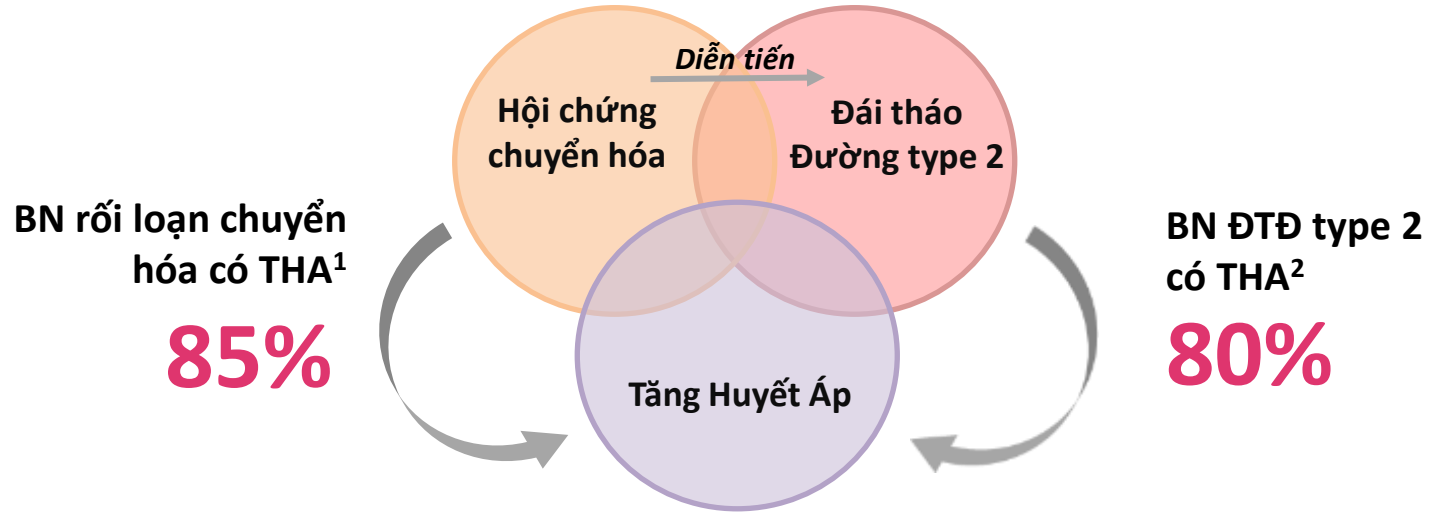 Diễn tiến
Hội chứng
chuyển hóa
Đái tháo
Đường type 2
BN rối loạn chuyển
hóa có THA¹
85%
BN ĐTĐ type 2
có THA²
80%
Tăng Huyết Áp